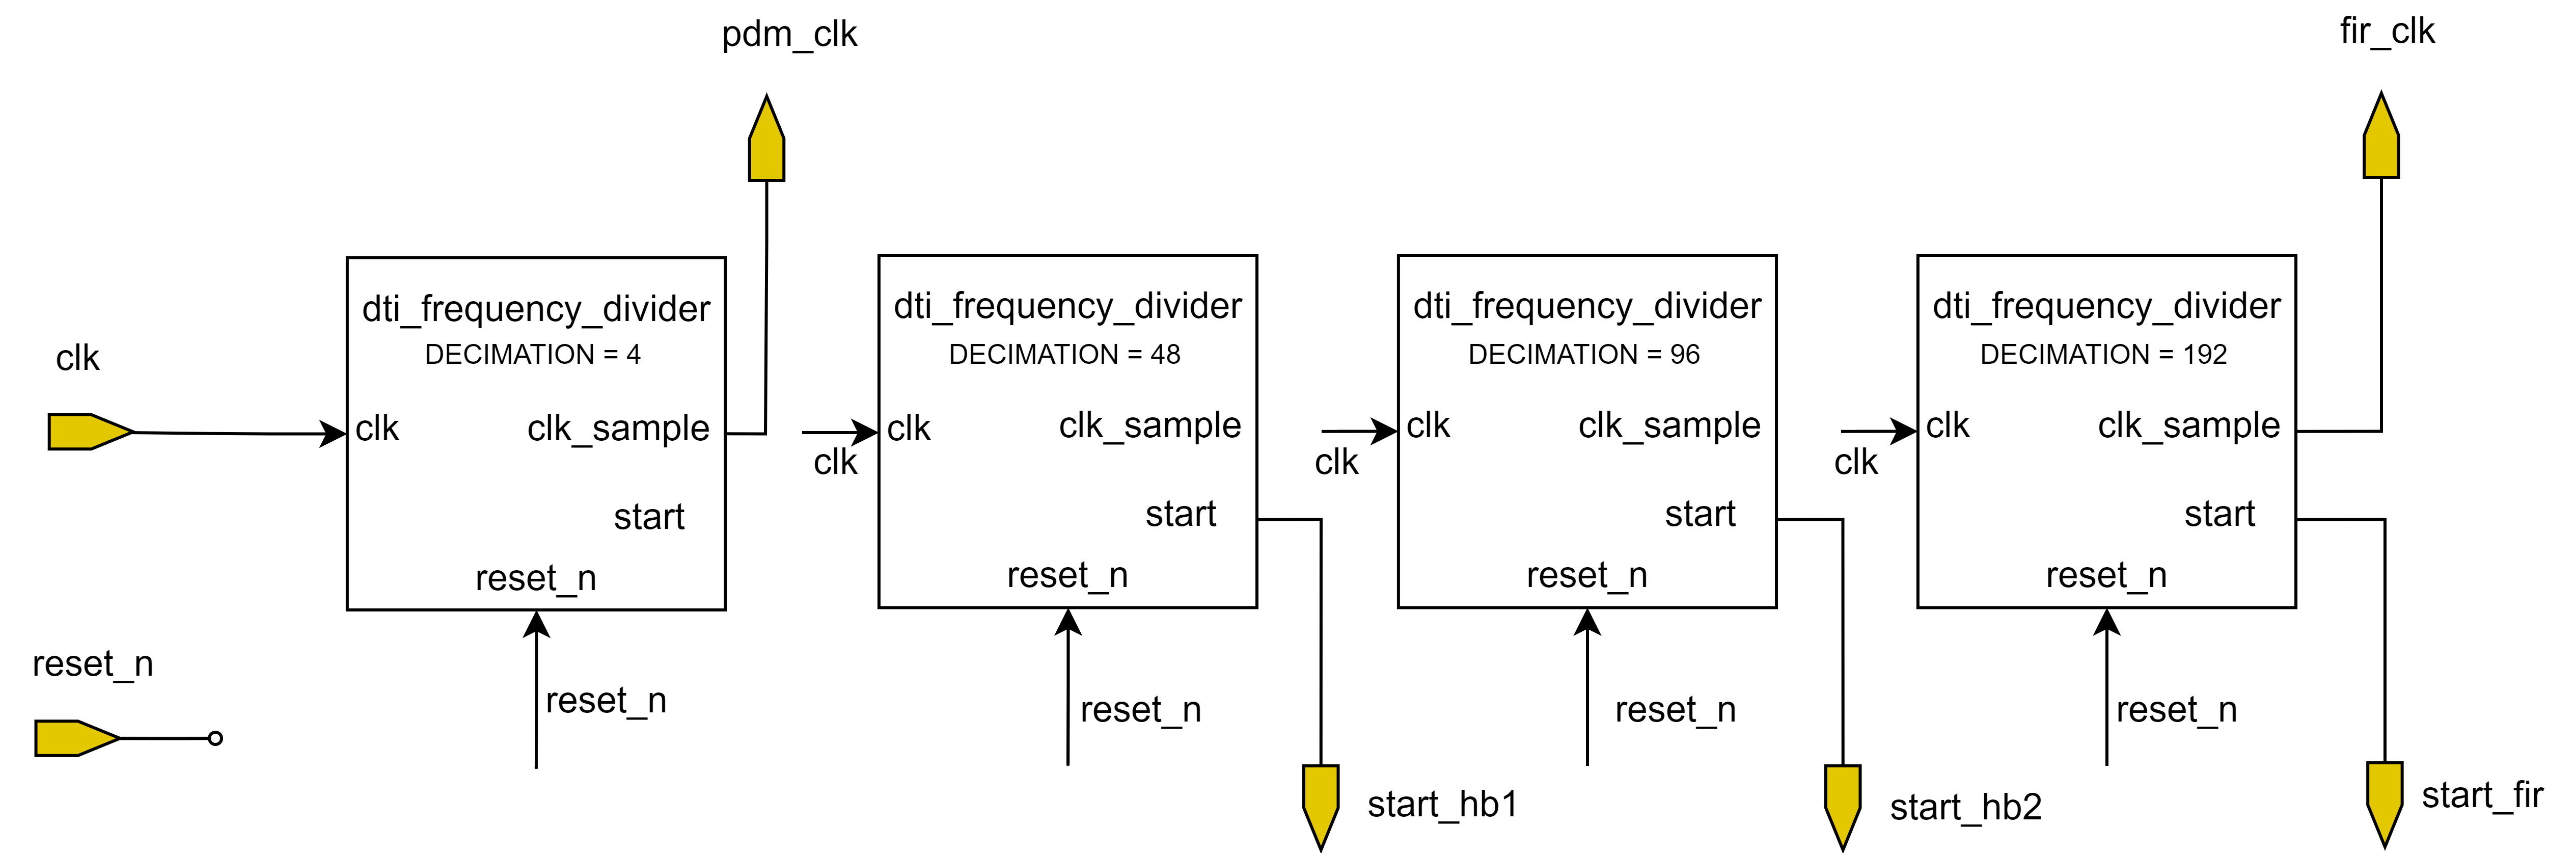 pdm_clk
fir_clk
clk
dti_frequency_divider
DECIMATION = 4
clk
clk_sample
start
reset_n
reset_n
clk
dti_frequency_divider
DECIMATION = 48
clk
clk_sample
start
reset_n
reset_n
start_hb1
clk
dti_frequency_divider
DECIMATION = 96
clk
clk_sample
start
reset_n
reset_n
start_hb2
clk
dti_frequency_divider
DECIMATION = 192
clk
clk_sample
start
reset_n
reset_n
start_fir
reset_n